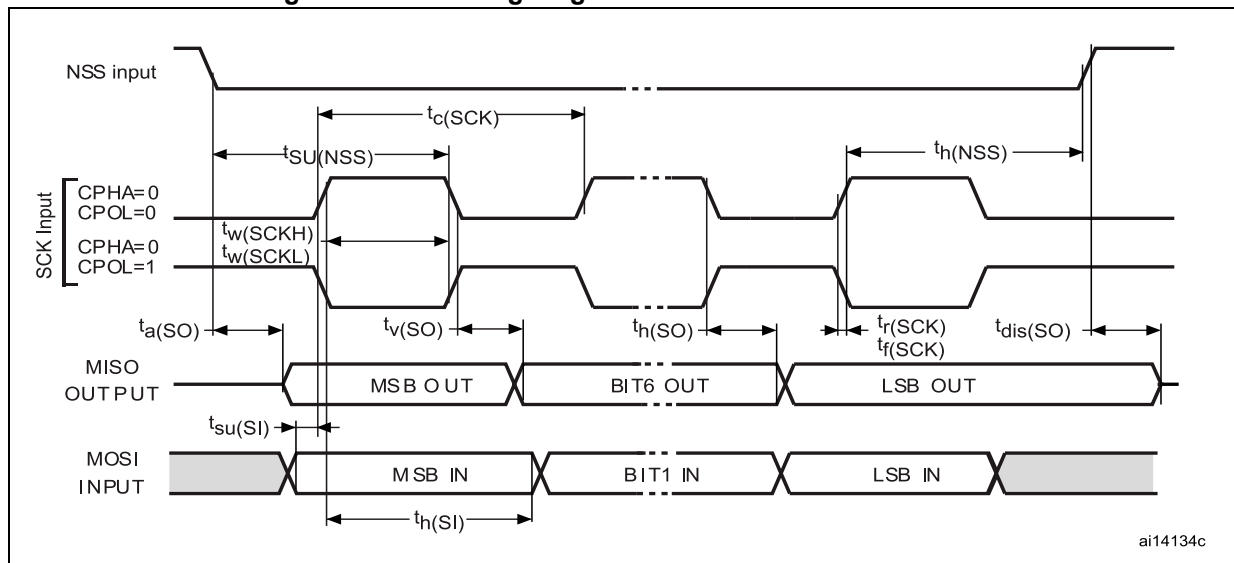 NSS input
tc(SCK)
tSU(NSS)
th(NSS)
SCK Input
CPHA=0
CPOL=0
CPHA=0
CPOL=1
tw(SCKH)
tw(SCKL)
ta(SO)
tv(SO)
th(SO)
tr(SCK)
tf(SCK)
tdis(SO)
MISO
OUTPUT
MSB OUT
BIT6 OUT
LSB OUT
tsu(SI)
MOSI
INPUT
MSB IN
BIT1 IN
LSB IN
th(SI)
ai14134c